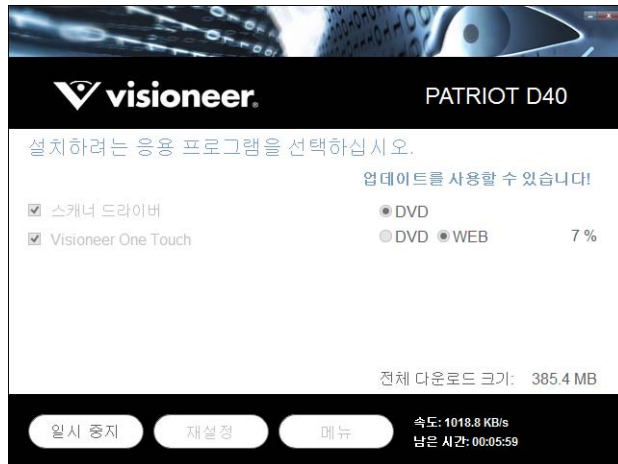 visioneer®
PATRIOT D40
설치하려는 응용 프로그램을 선택하십시오.
업데이트를 사용할 수 있습니다!
스캐너 드라이버 DVD
Visioneer One Touch DVD WEB 7 %
전체 다운로드 크기: 385.4 MB
일시 중지 재설정 메뉴
속도: 1018.8 KB/s
남은 시간: 00:05:59